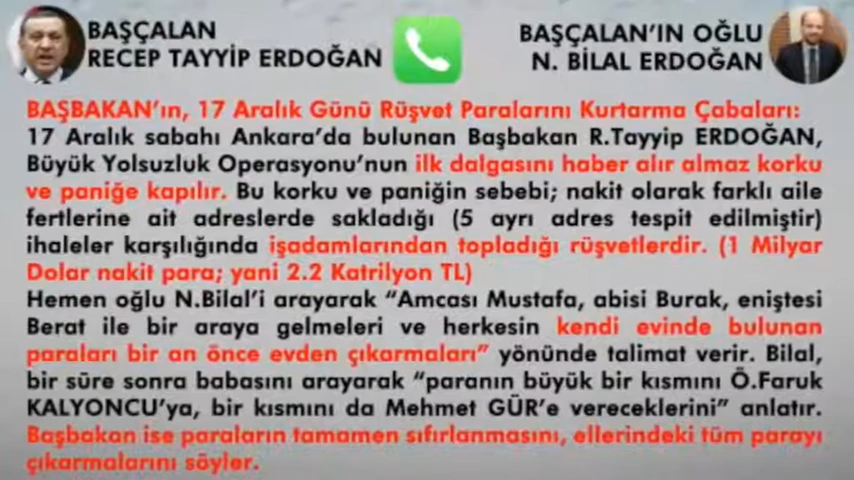 BAŞÇALAN
RECEP TAYYİP ERDOĞAN
BAŞÇALAN’IN OĞLU
N. BİLAL ERDOĞAN
BAŞBAKAN’ın, 17 Aralık Günü Rüşvet Paralarını Kurtarma Çabaları:
17 Aralık sabahı Ankara’da bulunan Başbakan R.Tayyip ERDOĞAN,
Büyük Yolsuzluk Operasyonu’nun ilk dalgasını haber alır almaz korku
ve paniğe kapılır. Bu korku ve paniğin sebebi; nakit olarak farklı aile
fertlerine ait adreslerde sakladığı (5 ayrı adres tespit edilmiştir)
ihaleler karşılığında işadamlarından topladığı rüşvetlerdir. (1 Milyar
Dolar nakit para; yani 2.2 Katrilyon TL)
Hemen oğlu N.Bilal’i arayarak “Amcası Mustafa, abisi Burak, eniştesi
Berat ile bir araya gelmeleri ve herkesin kendi evinde bulunan
paraları bir an önce evden çıkarmaları” yönünde talimat verir. Bilal,
bir süre sonra babasını arayarak “paranın büyük bir kısmını Ö.Faruk
KALYONCU’ya, bir kısmını da Mehmet GÜR’e vereceklerini” anlatır.
Başbakan ise paraların tamamen sıfırlanmasını, ellerindeki tüm parayı
çıkarmalarını söyler.